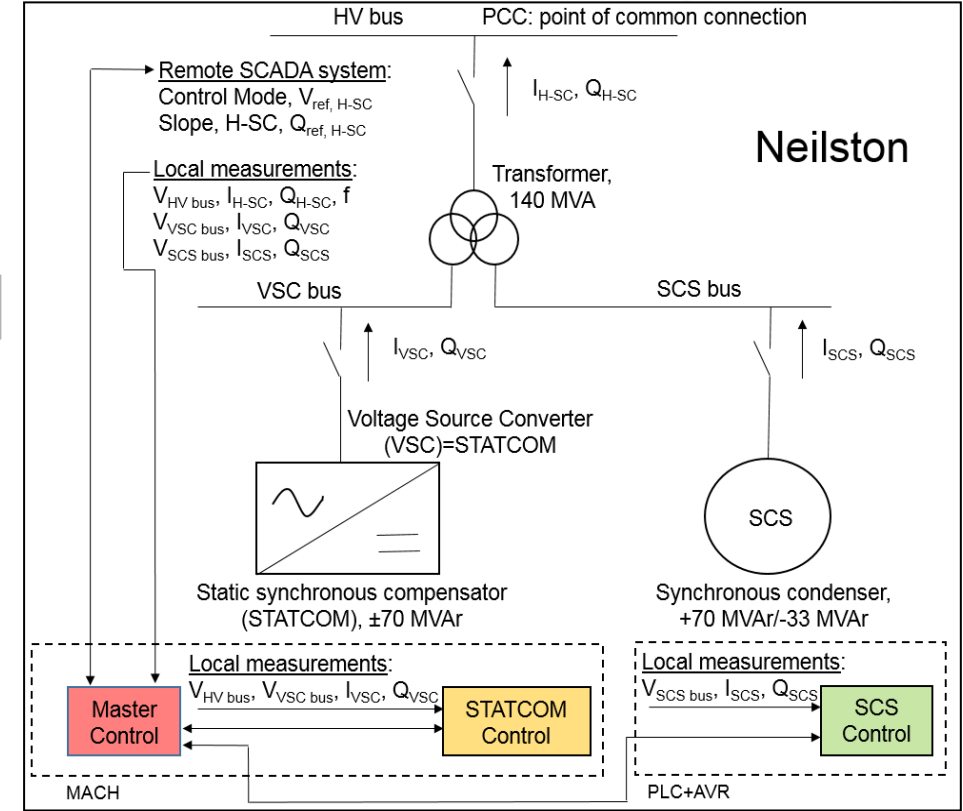 HV bus
PCC: point of common connection
Remote SCADA system:
Control Mode, Vref, H-SC
Slope, H-SC, Qref, H-SC
IH-SC, QH-SC
Neilston
Local measurements:
VHV bus, IH-SC, QH-SC, f
VVSC bus, IVSC, QVSC
VSCS bus, ISCS, QSCS
Transformer,
140 MVA
VSC bus
SCS bus
IVSC, QVSC
ISCS, QSCS
Voltage Source Converter
(VSC)=STATCOM
SCS
Static synchronous compensator
(STATCOM), ±70 MVAr
Synchronous condenser,
+70 MVAr/-33 MVAr
Local measurements:
VHV bus, VVSC bus, IVSC, QVSC
Master
Control
STATCOM
Control
Local measurements:
VSCS bus, ISCS, QSCS
SCS
Control
MACH
PLC+AVR